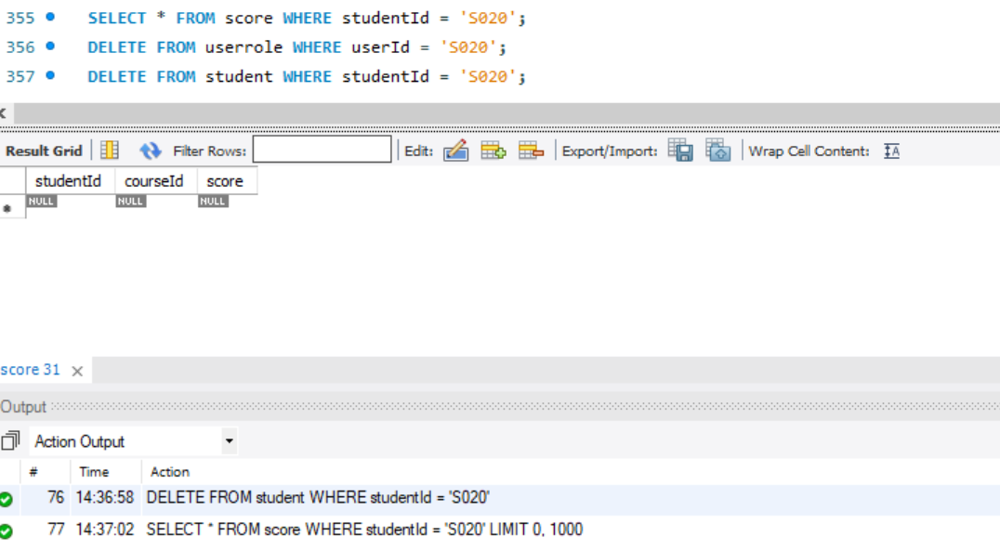 355 SELECT * FROM score WHERE studentId = 'S020';
356 DELETE FROM userrole WHERE userId = 'S020';
357 DELETE FROM student WHERE studentId = 'S020';
Result Grid Filter Rows: Edit: Export/Import: Wrap Cell Content: IA
studentId courseId score
NULL NULL NULL
score 31
Output
Action Output
# Time Action
76 14:36:58 DELETE FROM student WHERE studentId = 'S020'
77 14:37:02 SELECT * FROM score WHERE studentId = 'S020' LIMIT 0, 1000